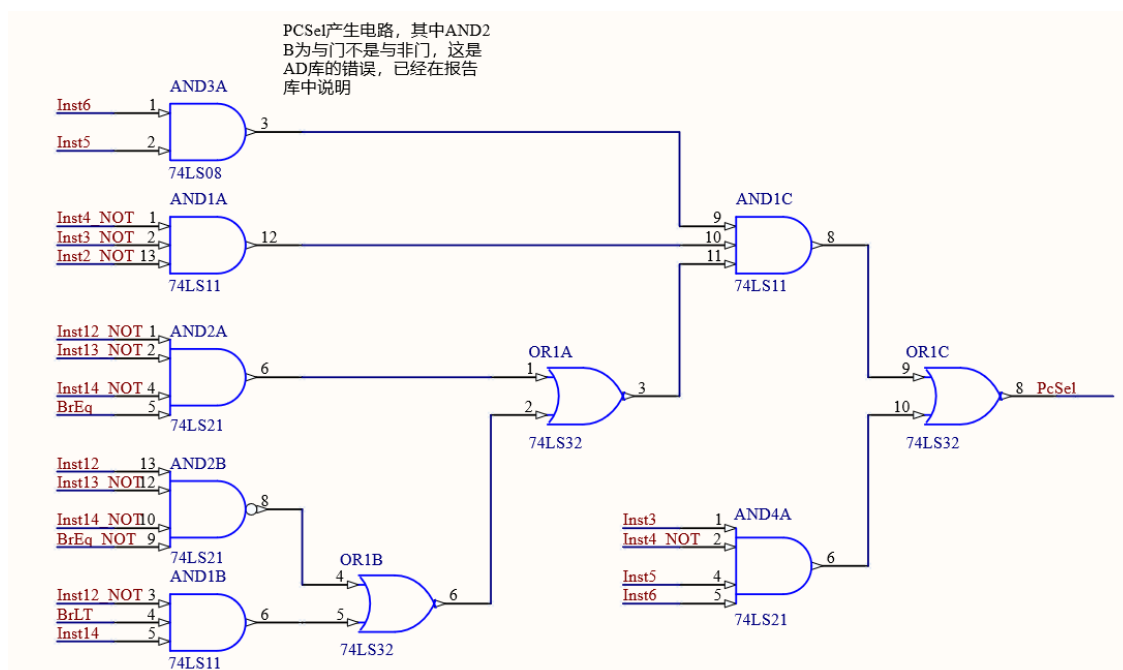 PCSel产生电路，其中AND2
B为与门不是与非门，这是
AD库的错误，已经在报告
库中说明
AND3A
Inst6 1
3
Inst5 2
74LS08
AND1A
Inst4_NOT 1
Inst3_NOT 2
12
Inst2_NOT 13
74LS11
AND1C
9
10
8
11
74LS11
Inst12_NOT 1 AND2A
Inst13_NOT 2
6
Inst14_NOT 4
BrEq 5
74LS21
OR1A
1
3
2
74LS32
OR1C
9
8 PcSel
10
74LS32
Inst12 13 AND2B
Inst13_NOT 12
8
Inst14_NOT 10
BrEq_NOT 9
74LS21
AND1B
Inst12_NOT 3
BrLT 4
6
Inst14 5
74LS11
OR1B
4
6
5
74LS32
AND4A
Inst3 1
Inst4_NOT 2
6
Inst5 4
Inst6 5
74LS21